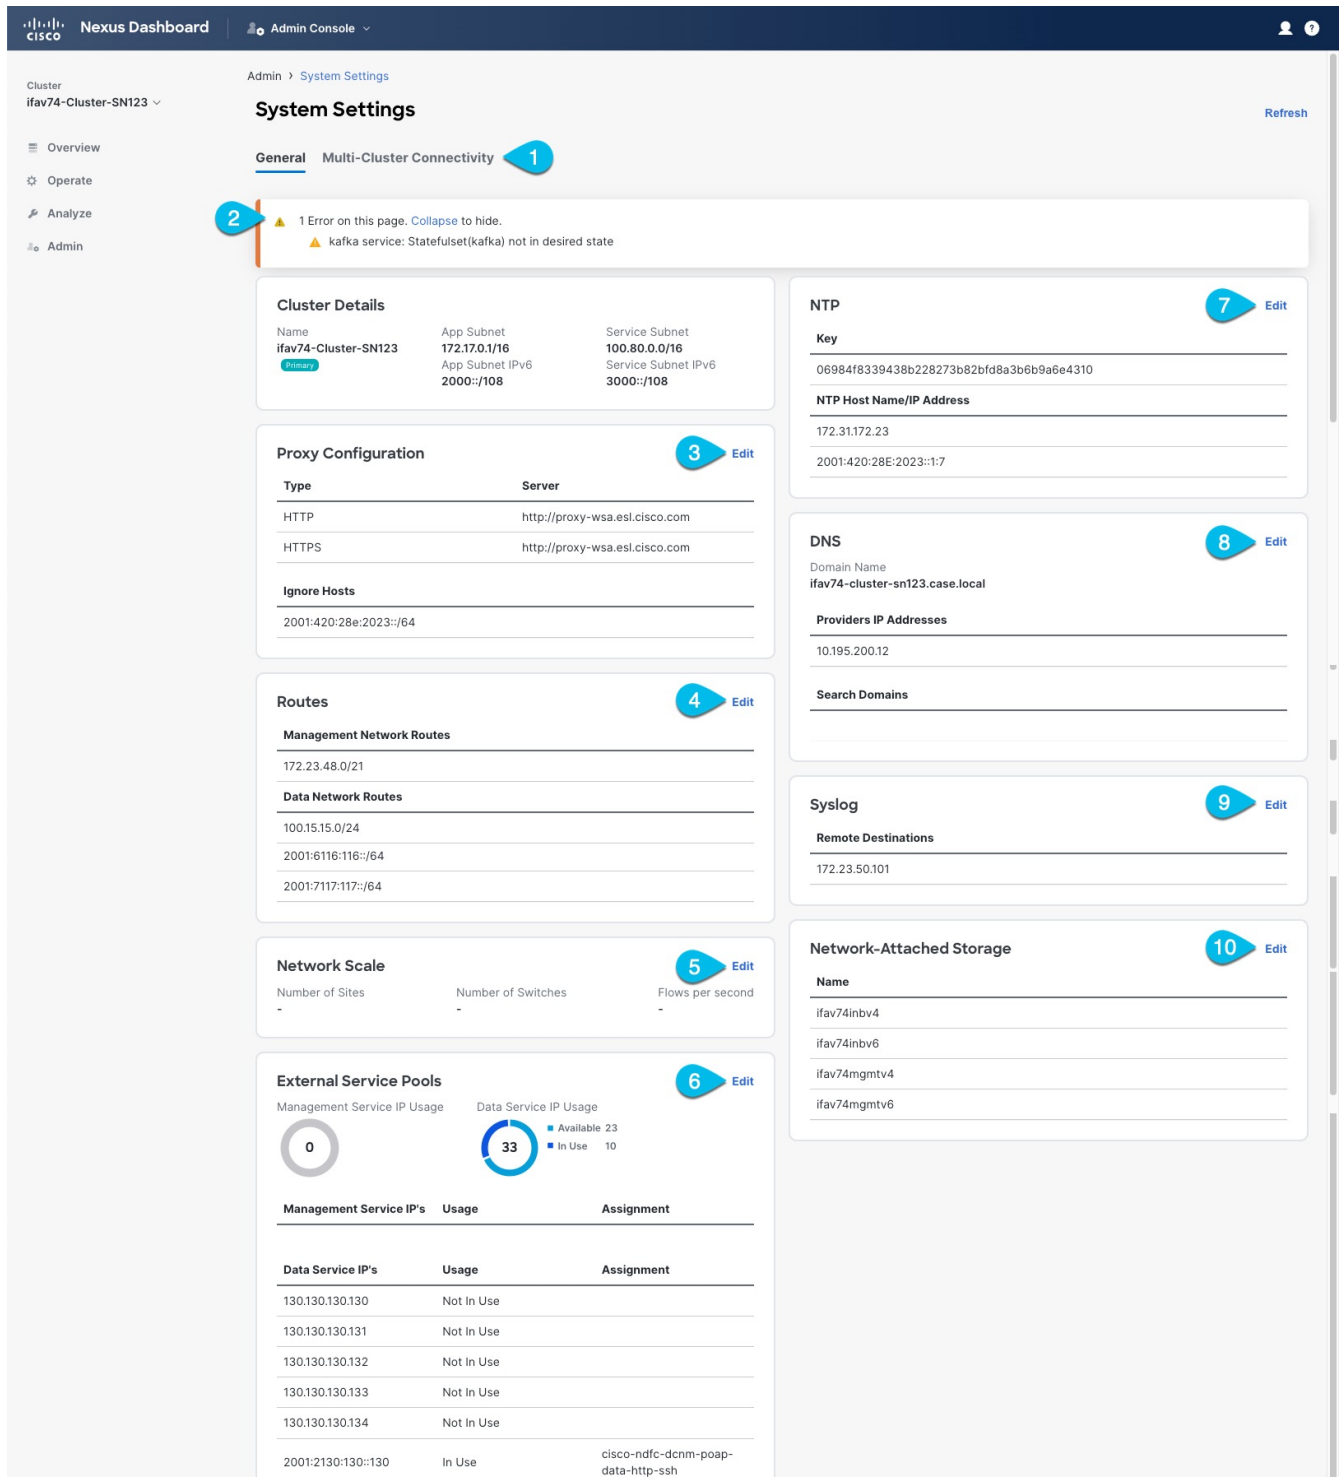 cisco Nexus Dashboard Admin Console
Cluster
ifav74-Cluster-SN123
Overview
Operate
Analyze
Admin
Admin › System Settings
System Settings
Refresh
General Multi-Cluster Connectivity 1
2
1 Error on this page. Collapse to hide.
kafka service: Statefulset(kafka) not in desired state
Cluster Details
Name App Subnet Service Subnet
ifav74-Cluster-SN123 172.17.0.1/16 100.80.0.0/16
Primary App Subnet IPv6 Service Subnet IPv6
2000::/108 3000::/108
Proxy Configuration 3 Edit
Type Server
HTTP http://proxy-wsa.esl.cisco.com
HTTPS http://proxy-wsa.esl.cisco.com
Ignore Hosts
2001:420:28e:2023::/64
Routes 4 Edit
Management Network Routes
172.23.48.0/21
Data Network Routes
100.15.15.0/24
2001:6116:116::/64
2001:7117:117::/64
Network Scale 5 Edit
Number of Sites Number of Switches Flows per second
- - -
External Service Pools 6 Edit
Management Service IP Usage Data Service IP Usage
0 33
Available 23
In Use 10
Management Service IP's Usage Assignment
Data Service IP's Usage Assignment
130.130.130.130 Not In Use
130.130.130.131 Not In Use
130.130.130.132 Not In Use
130.130.130.133 Not In Use
130.130.130.134 Not In Use
2001:2130:130::130 In Use cisco-ndfc-dcnm-poap-
data-http-ssh
NTP 7 Edit
Key
06984f8339438b228273b82bfd8a3b6b9a6e4310
NTP Host Name/IP Address
172.31.172.23
2001:420:28E:2023::1:7
DNS 8 Edit
Domain Name
ifav74-cluster-sn123.case.local
Providers IP Addresses
10.195.200.12
Search Domains
Syslog 9 Edit
Remote Destinations
172.23.50.101
Network-Attached Storage 10 Edit
Name
ifav74inbv4
ifav74inbv6
ifav74mgmtv4
ifav74mgmtv6